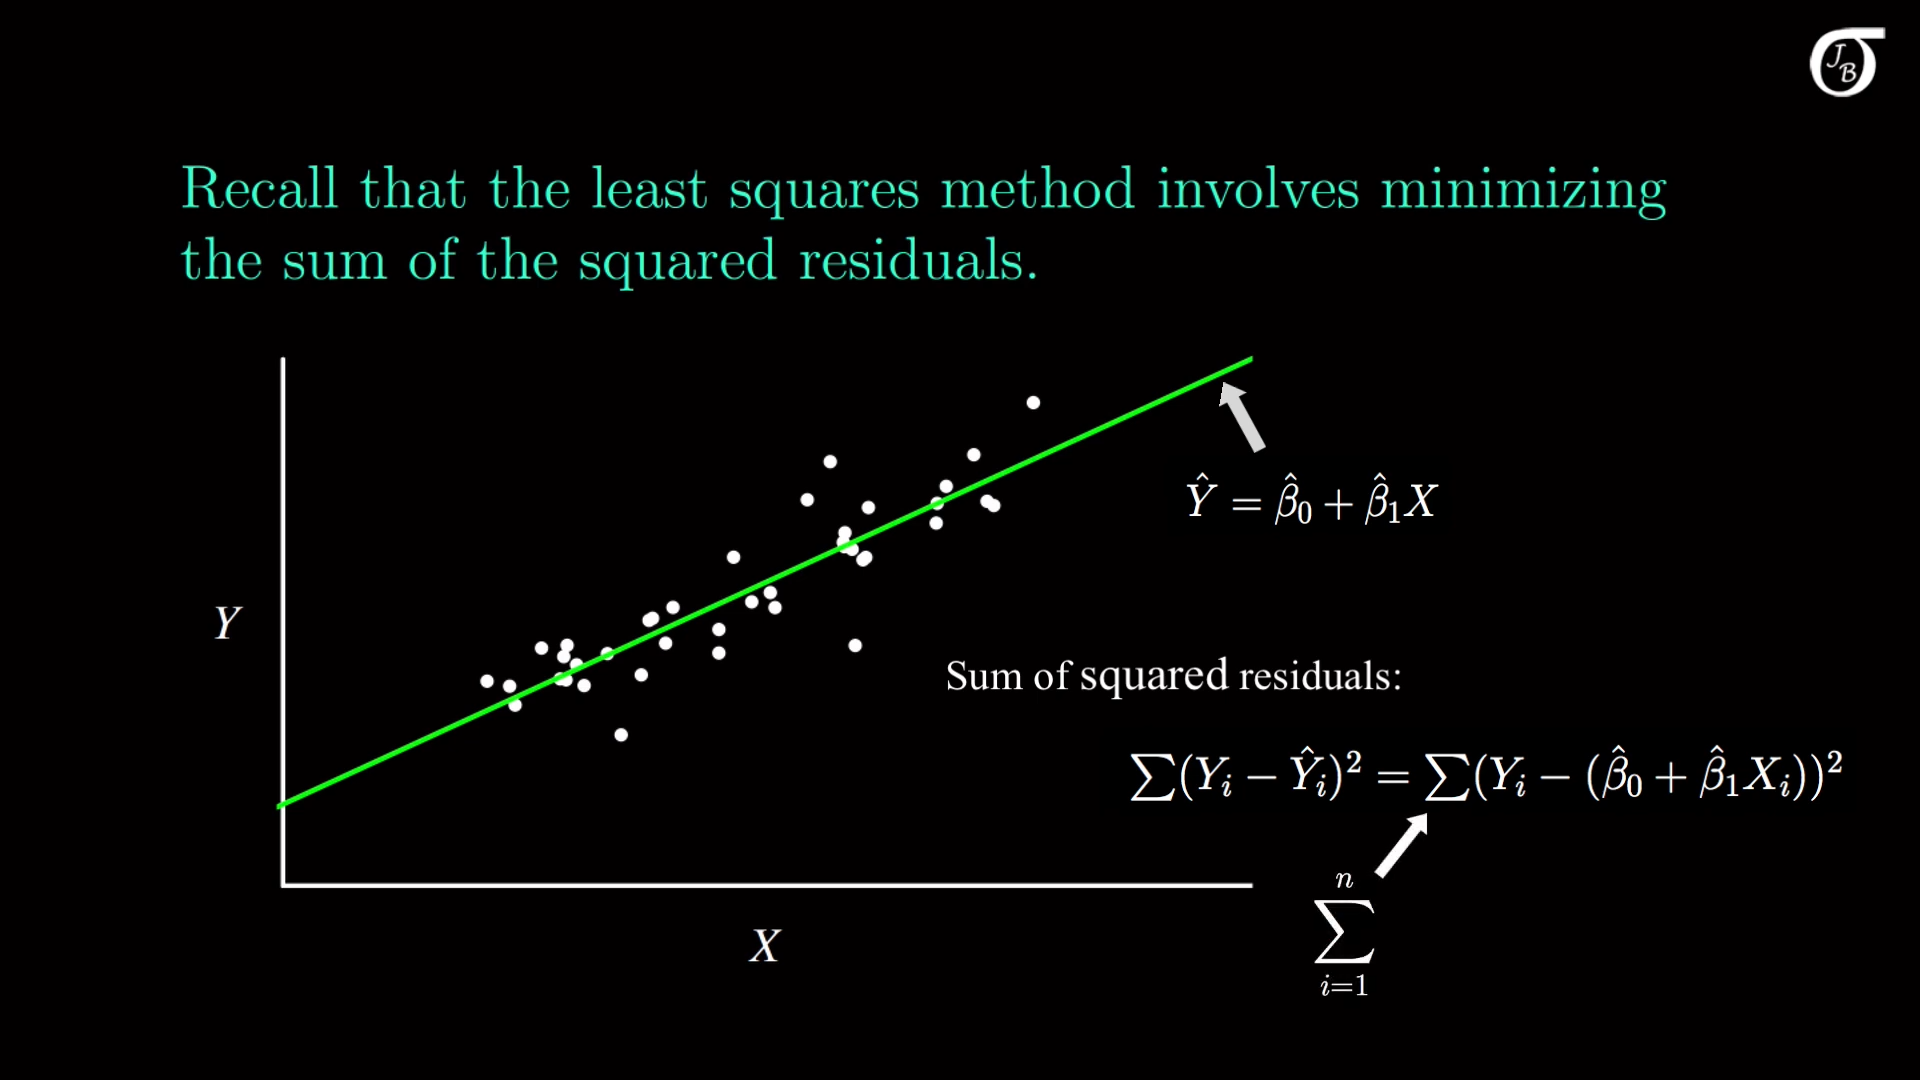 J
B
Recall that the least squares method involves minimizing
the sum of the squared residuals.
Ŷ = β̂₀ + β̂₁X
Y
Sum of squared residuals:
∑(Yᵢ − Ŷᵢ)² = ∑(Yᵢ − (β̂₀ + β̂₁Xᵢ))²
n
∑
i=1
X